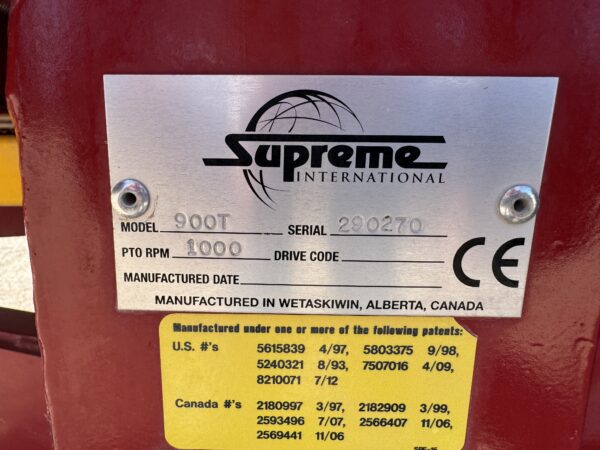 Supreme
INTERNATIONAL
MODEL 900T SERIAL 290270
PTO RPM 1000 DRIVE CODE
MANUFACTURED DATE
CE
MANUFACTURED IN WETASKIWIN, ALBERTA, CANADA
Manufactured under one or more of the following patents:
U.S. #'s 5615839 4/97, 5803375 9/98,
5240321 8/93, 7507016 4/09,
8210071 7/12
Canada #'s 2180997 3/97, 2182909 3/99,
2593496 7/07, 2566407 11/06,
2569441 11/06